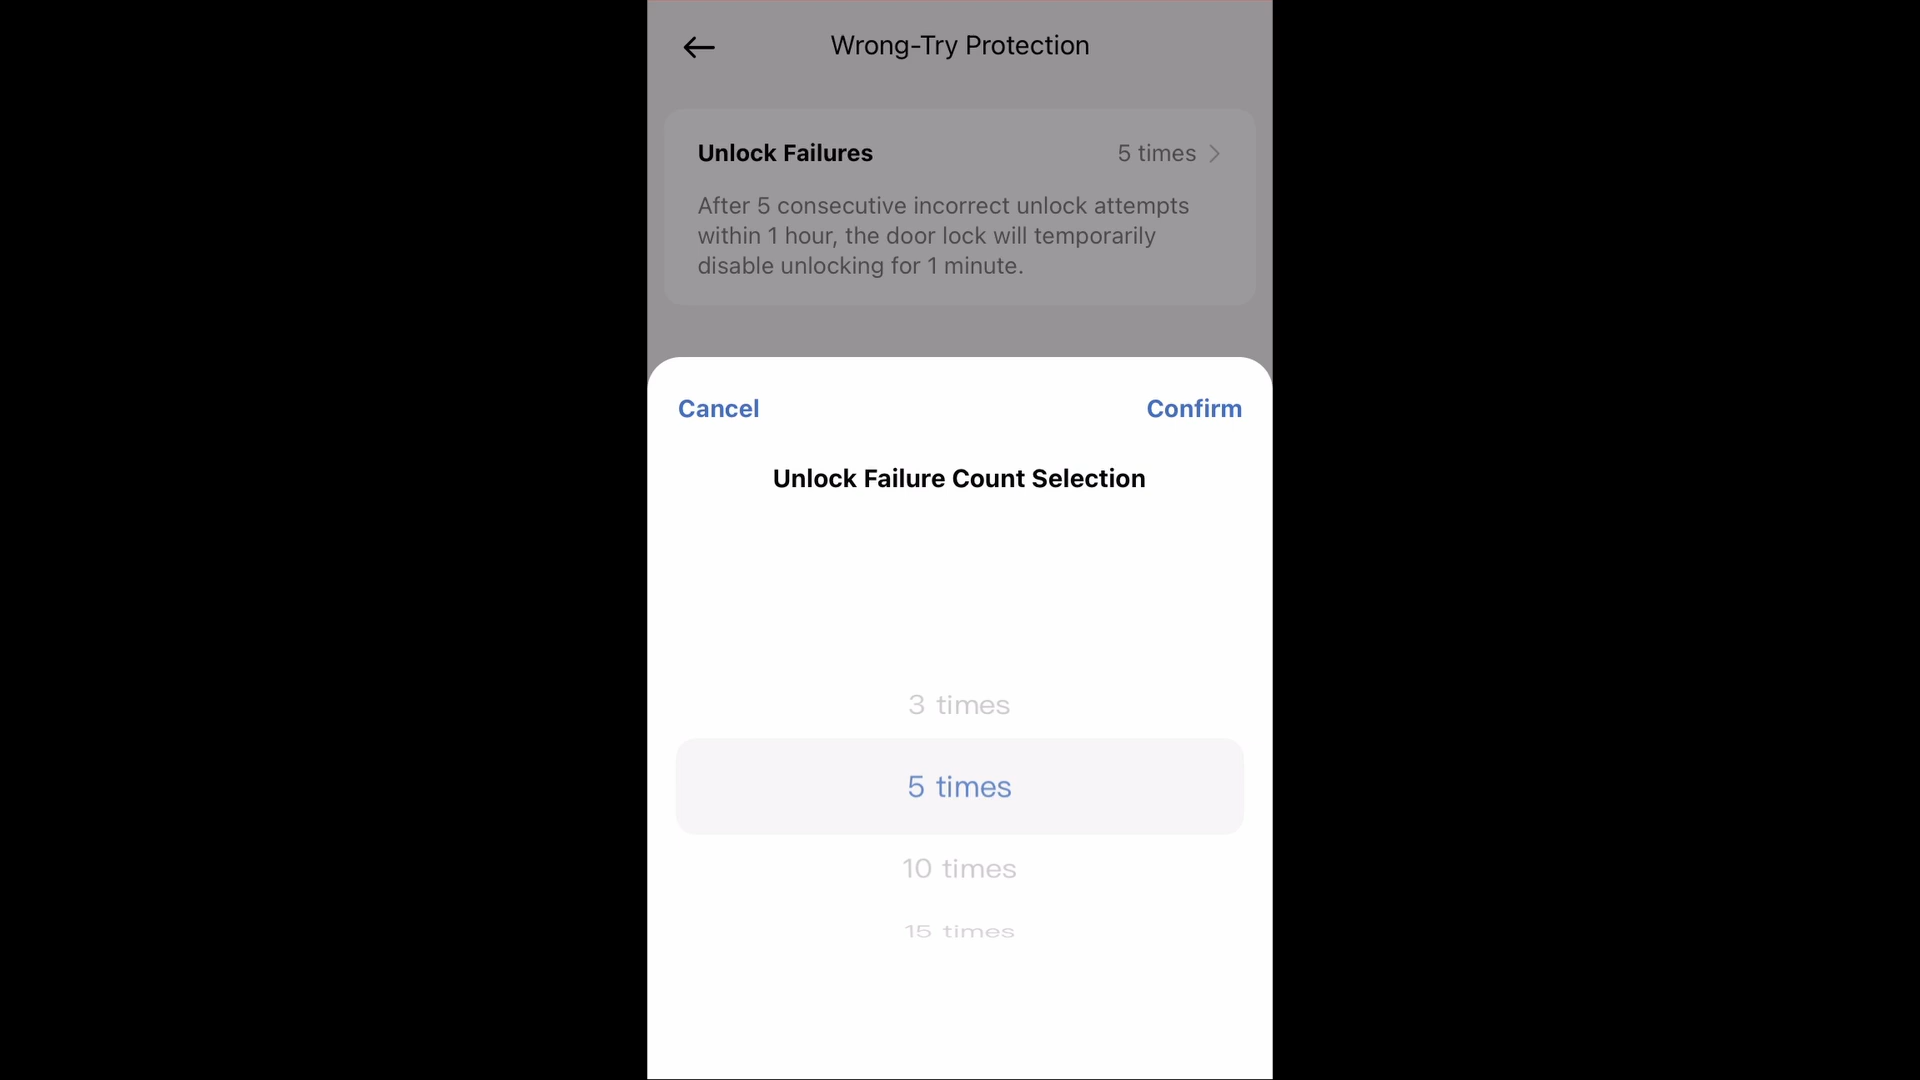 Wrong-Try Protection
Unlock Failures 5 times
After 5 consecutive incorrect unlock attempts
within 1 hour, the door lock will temporarily
disable unlocking for 1 minute.
Cancel Confirm
Unlock Failure Count Selection
3 times
5 times
10 times
15 times